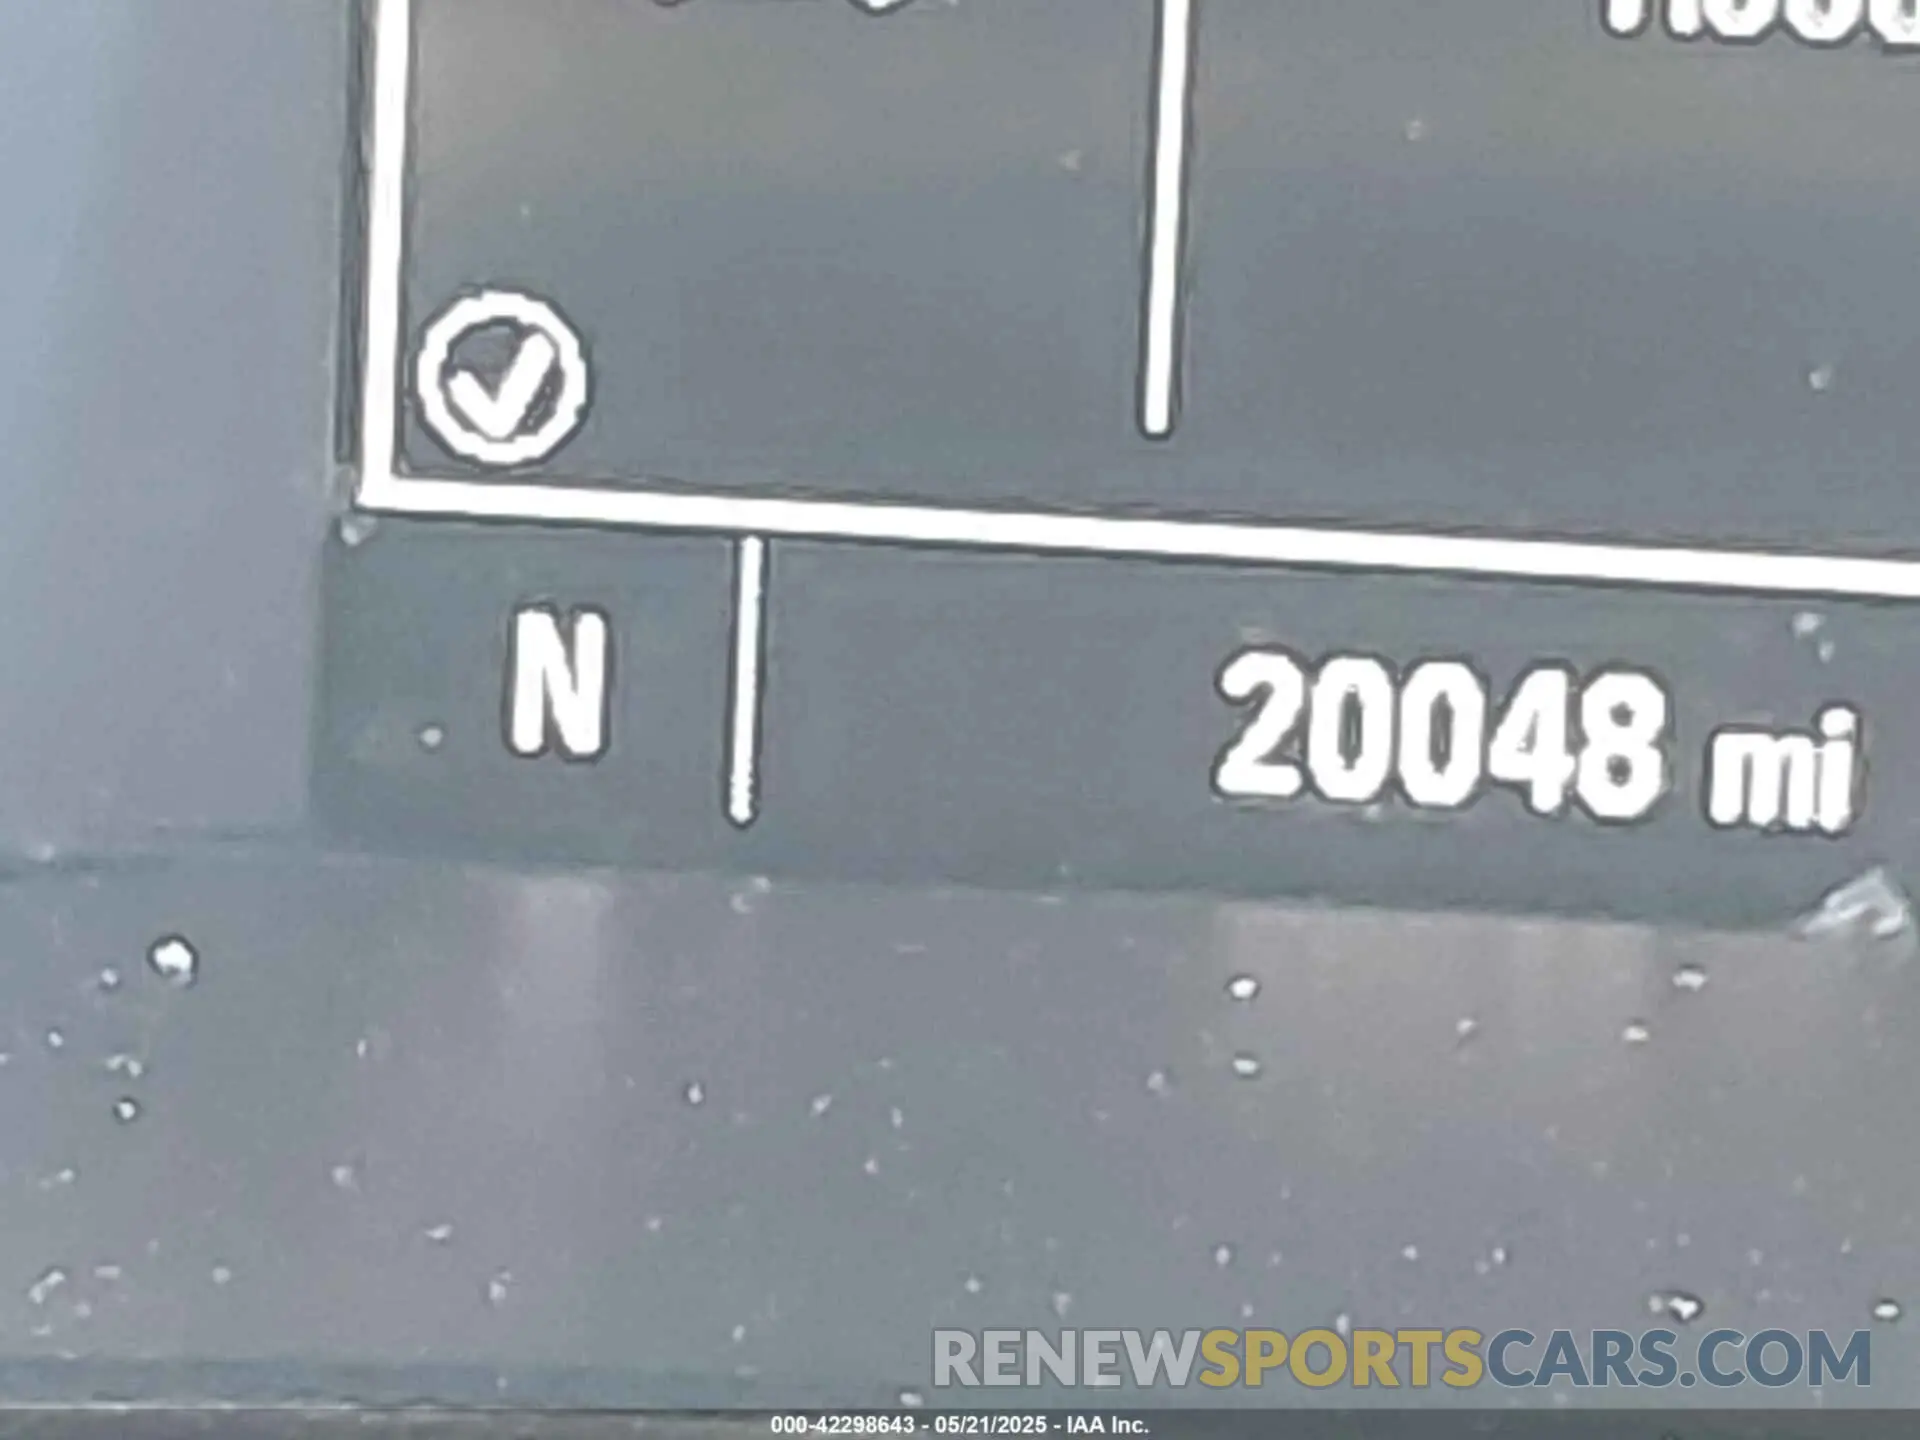 N
20048 mi
RENEWSPORTSCARS.COM
000-42298643 - 05/21/2025 - IAA Inc.